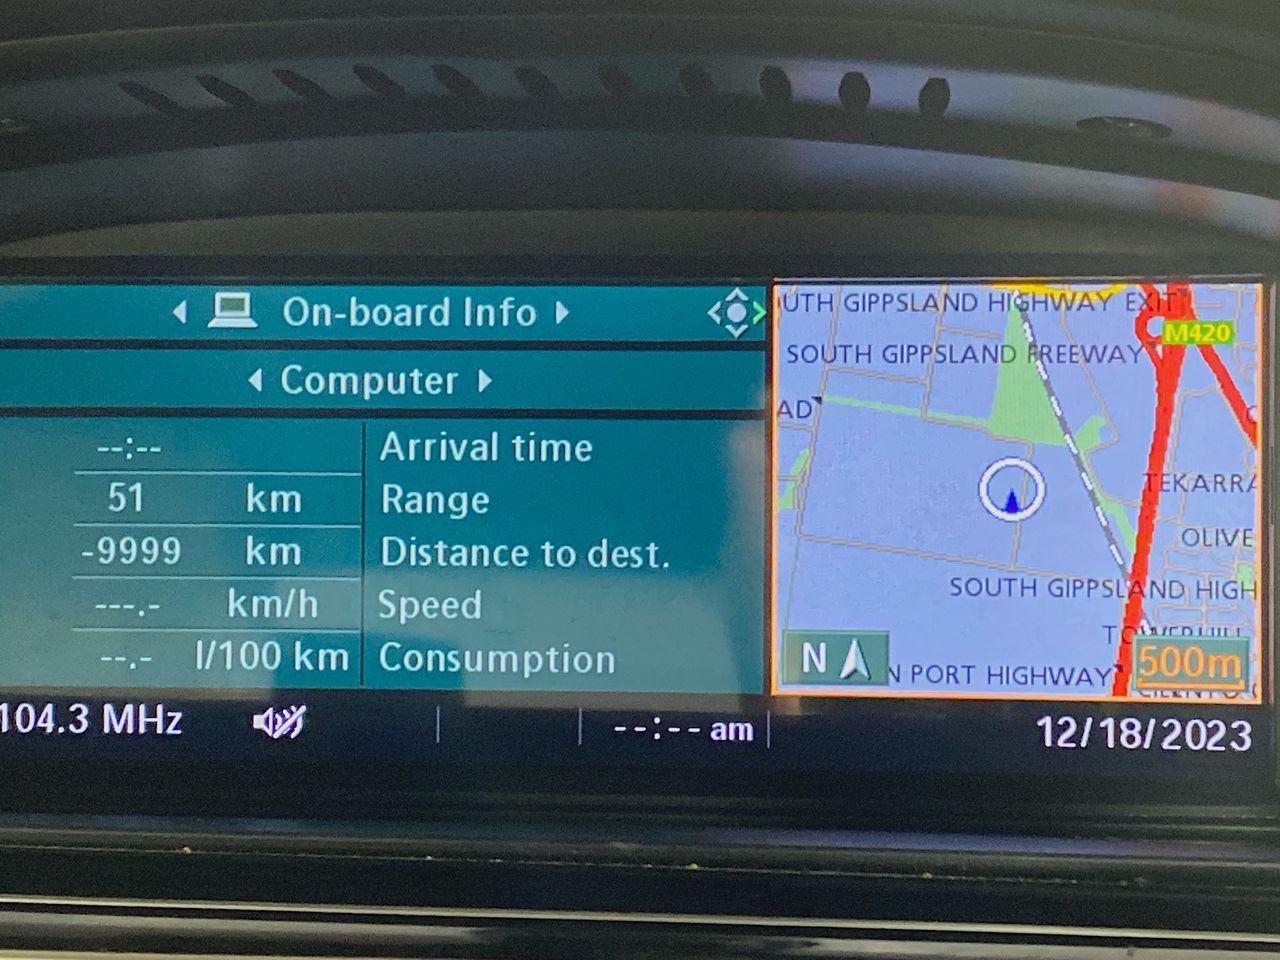 On-board Info
Computer
--:-- Arrival time
51 km Range
-9999 km Distance to dest.
---.- km/h Speed
--.- l/100 km Consumption
UTH GIPPSLAND HIGHWAY EXIT
M420
SOUTH GIPPSLAND FREEWAY
AD
TEKARRA
OLIVE
SOUTH GIPPSLAND HIGH
N
N PORT HIGHWAY
500m
104.3 MHz
--:-- am
12/18/2023